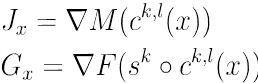 J_x = ∇M(c^{k,l}(x))
G_x = ∇F(s^k ∘ c^{k,l}(x))